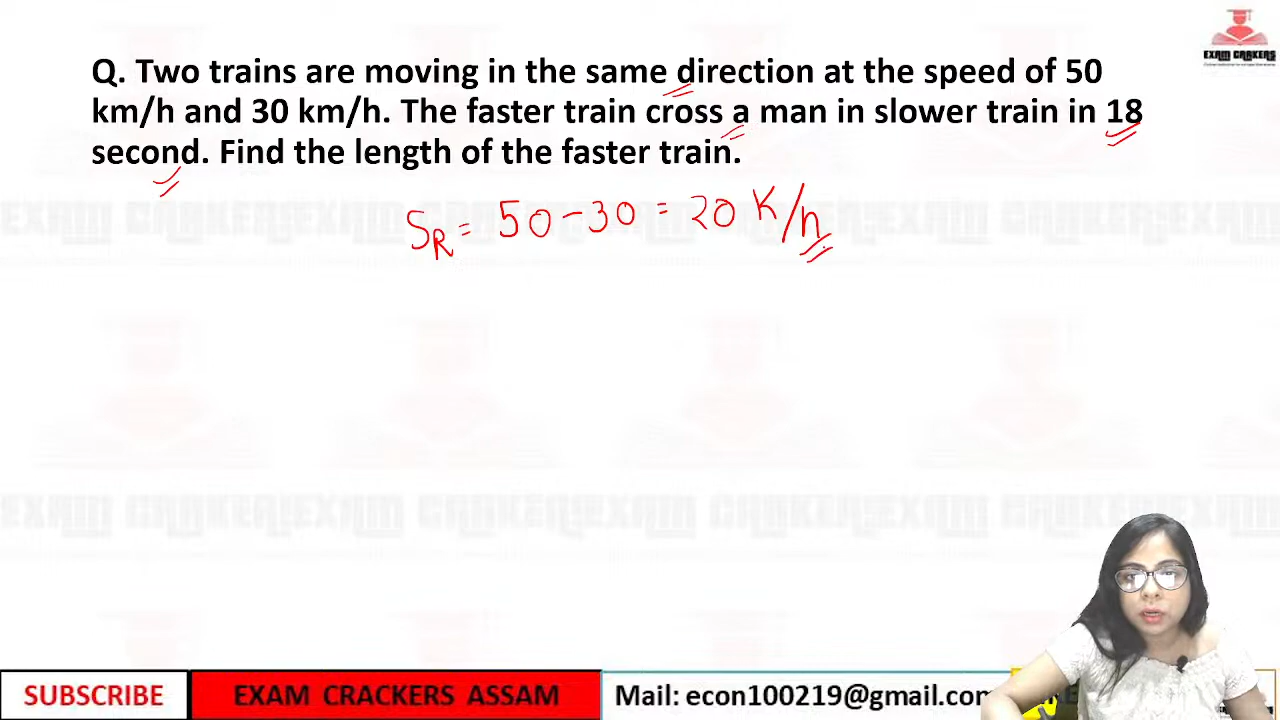 EXAM CRAKERS
Q. Two trains are moving in the same direction at the speed of 50
km/h and 30 km/h. The faster train cross a man in slower train in 18
second. Find the length of the faster train.
SR = 50 - 30 = 20 K/h
SUBSCRIBE
EXAM CRACKERS ASSAM
Mail: econ100219@gmail.com